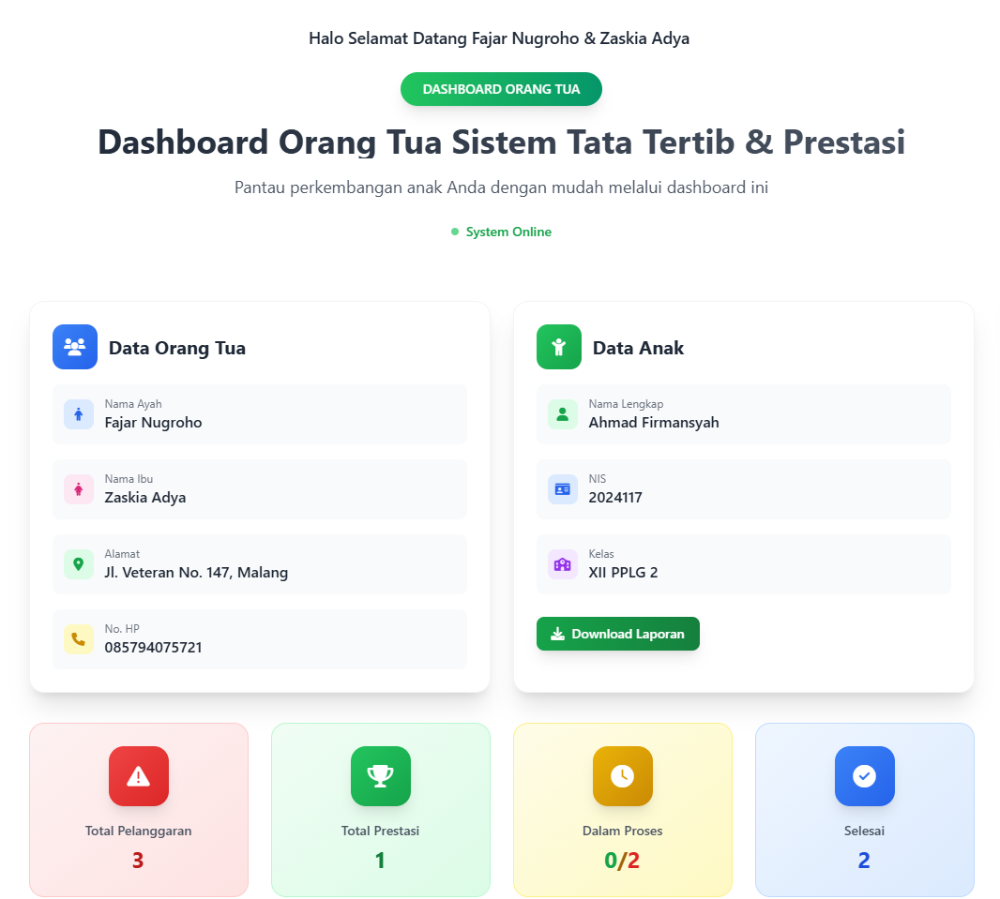 Halo Selamat Datang Fajar Nugroho & Zaskia Adya
DASHBOARD ORANG TUA
Dashboard Orang Tua Sistem Tata Tertib & Prestasi
Pantau perkembangan anak Anda dengan mudah melalui dashboard ini
System Online
Data Orang Tua
Nama Ayah
Fajar Nugroho
Nama Ibu
Zaskia Adya
Alamat
Jl. Veteran No. 147, Malang
No. HP
085794075721
Data Anak
Nama Lengkap
Ahmad Firmansyah
NIS
2024117
Kelas
XII PPLG 2
Download Laporan
Total Pelanggaran
3
Total Prestasi
1
Dalam Proses
0/2
Selesai
2